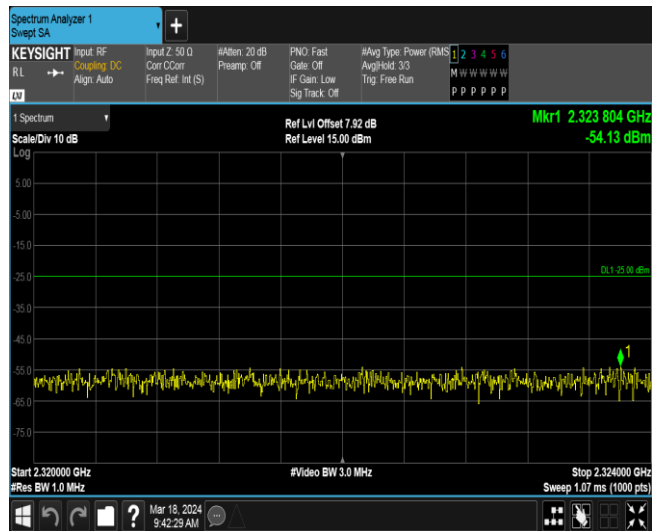 Spectrum Analyzer 1
Swept SA
+
KEYSIGHT
RL
LXI
Input: RF
Coupling: DC
Align: Auto
Input Z: 50 Ω
Corr CCorr
Freq Ref: Int (S)
#Atten: 20 dB
Preamp: Off
PNO: Fast
Gate: Off
IF Gain: Low
Sig Track: Off
#Avg Type: Power (RMS
Avg|Hold: 3/3
Trig: Free Run
1 2 3 4 5 6
M W W W W W
P P P P P P
1 Spectrum
Scale/Div 10 dB
Log
Ref Lvl Offset 7.92 dB
Ref Level 15.00 dBm
Mkr1 2.323 804 GHz
-54.13 dBm
5.00
-5.00
-15.0
-25.0
-35.0
-45.0
-55.0
-65.0
-75.0
DL1 -25.00 dBm
1
Start 2.320000 GHz
#Res BW 1.0 MHz
#Video BW 3.0 MHz
Stop 2.324000 GHz
Sweep 1.07 ms (1000 pts)
?
Mar 18, 2024
9:42:29 AM